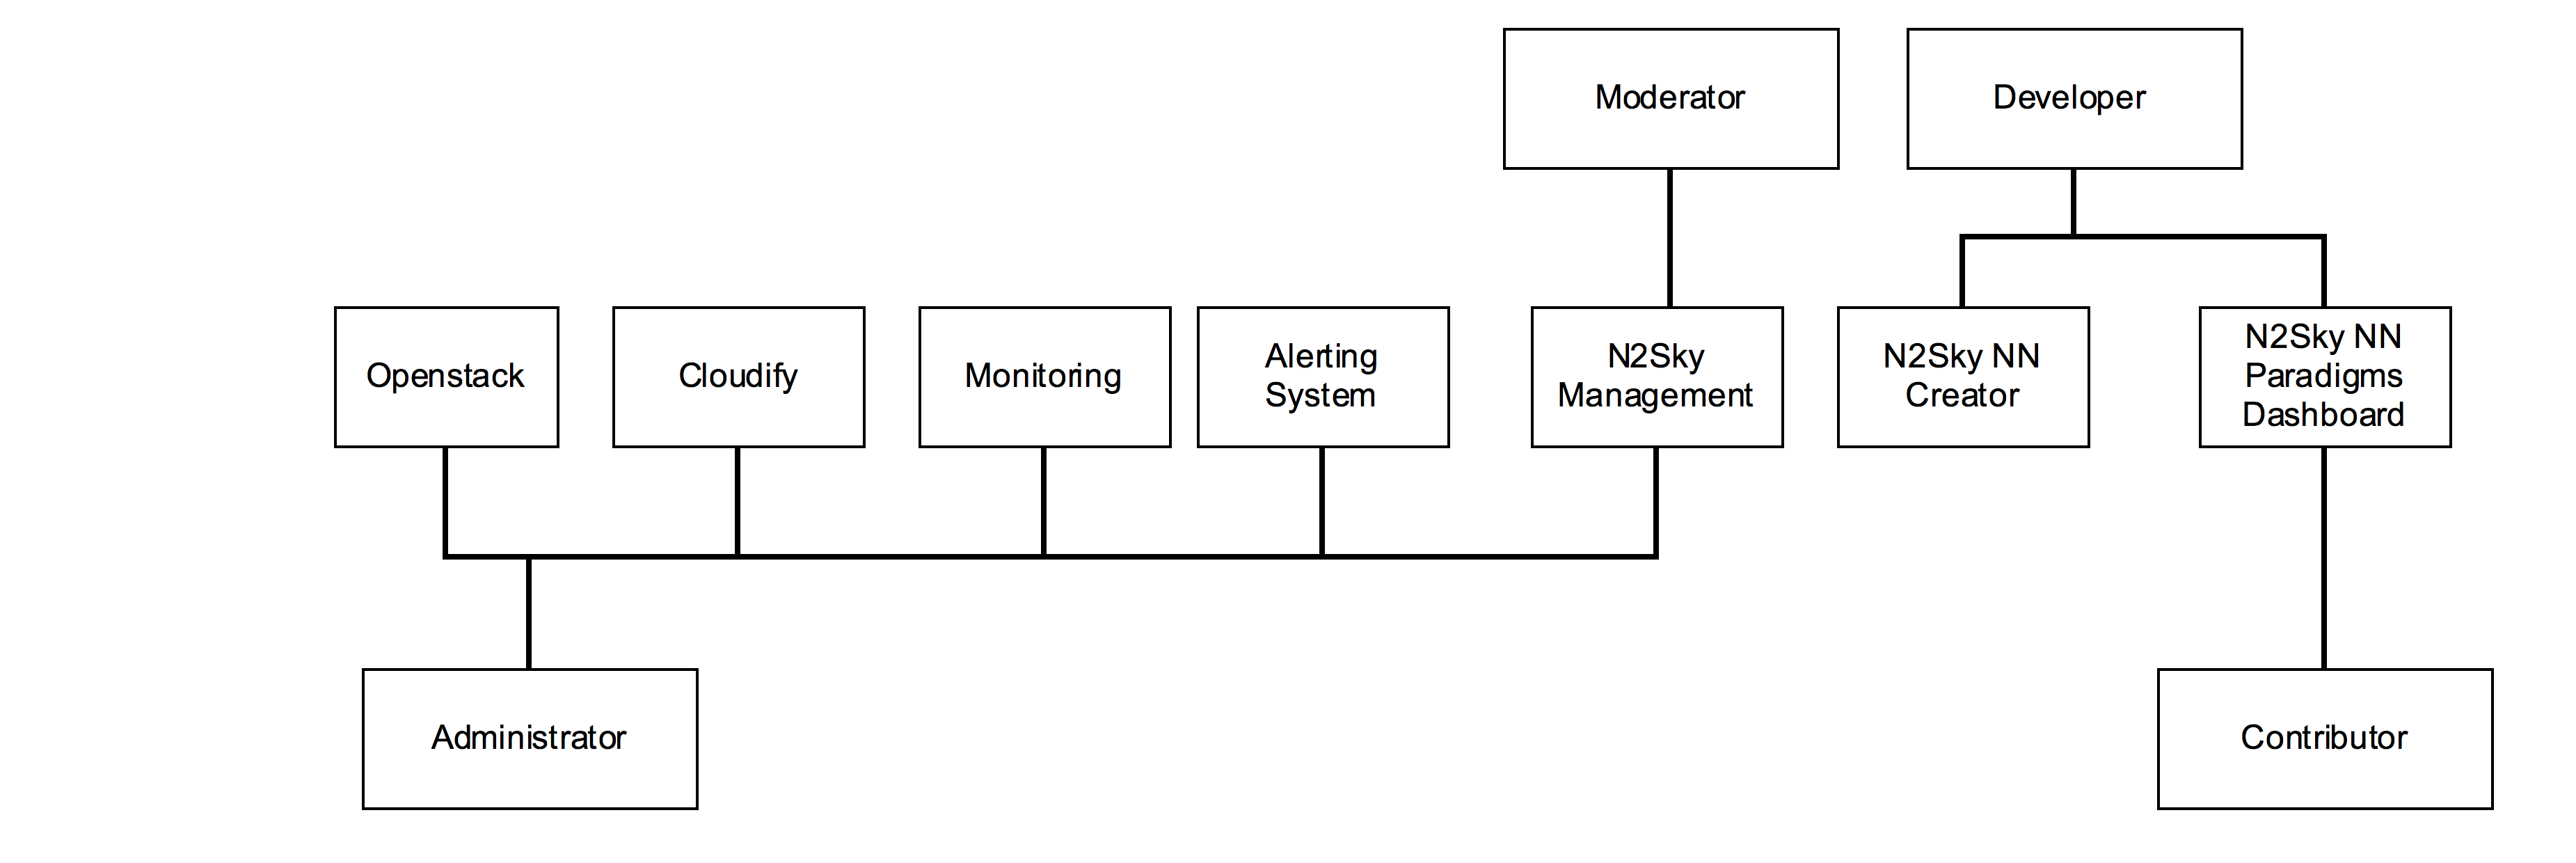 Moderator
Developer
Openstack
Cloudify
Monitoring
Alerting
System
N2Sky
Management
N2Sky NN
Creator
N2Sky NN
Paradigms
Dashboard
Administrator
Contributor